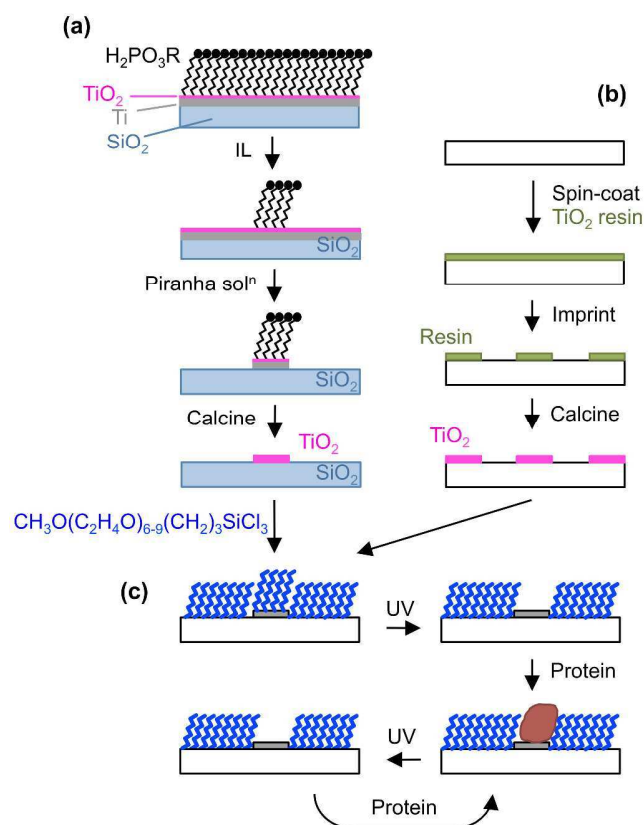 (a)
H₂PO₃R
TiO₂
Ti
SiO₂
IL
SiO₂
Piranha solⁿ
SiO₂
Calcine
TiO₂
SiO₂
CH₃O(C₂H₄O)₆₋₉(CH₂)₃SiCl₃
(b)
Spin-coat
TiO₂ resin
Imprint
Resin
Calcine
TiO₂
(c)
UV
Protein
UV
Protein